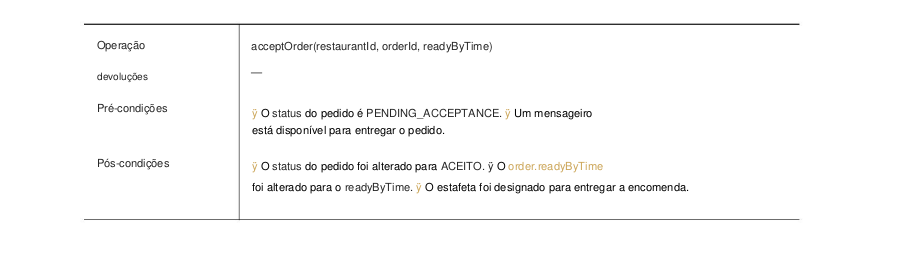 Operação acceptOrder(restaurantId, orderId, readyByTime)
devoluções —
Pré-condições ÿ O status do pedido é PENDING_ACCEPTANCE. ÿ Um mensageiro
está disponível para entregar o pedido.
Pós-condições ÿ O status do pedido foi alterado para ACEITO. ÿ O order.readyByTime
foi alterado para o readyByTime. ÿ O estafeta foi designado para entregar a encomenda.